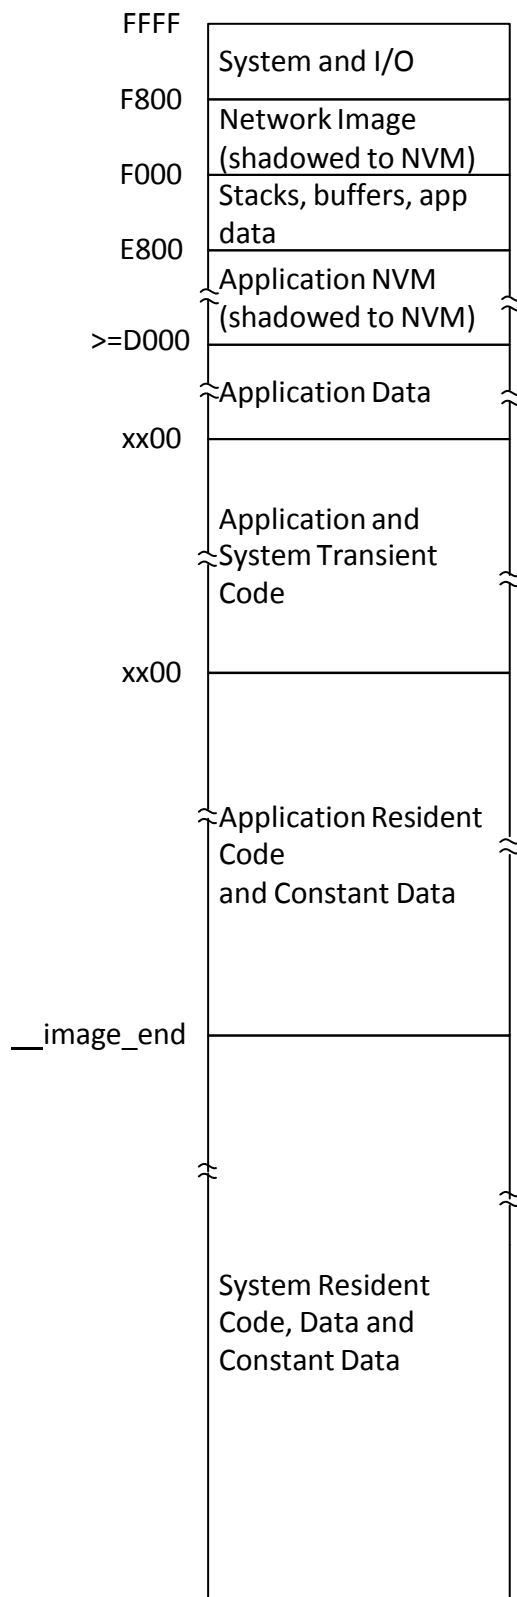 FFFF
System and I/O
F800
Network Image
(shadowed to NVM)
F000
Stacks, buffers, app
data
E800
Application NVM
(shadowed to NVM)
>=D000
Application Data
xx00
Application and
System Transient
Code
xx00
Application Resident
Code
and Constant Data
__image_end
System Resident
Code, Data and
Constant Data